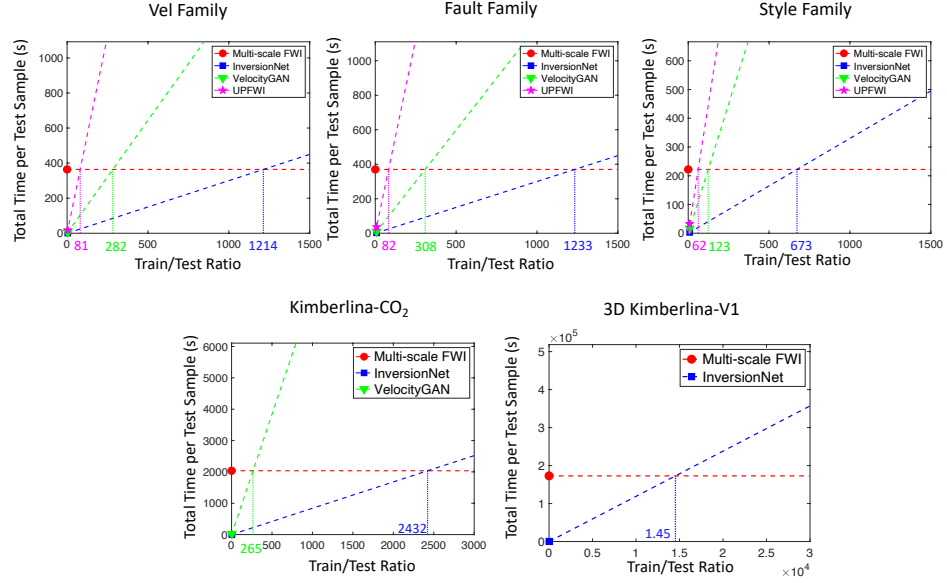 Vel Family
Total Time per Test Sample (s)
1000
800
600
400
200
0
Multi-scale FWI
InversionNet
VelocityGAN
UPFWI
0
81
282
500
1000
1214
1500
Train/Test Ratio
Fault Family
Total Time per Test Sample (s)
1000
800
600
400
200
0
Multi-scale FWI
InversionNet
VelocityGAN
UPFWI
0
82
308
500
1000
1233
1500
Train/Test Ratio
Style Family
Total Time per Test Sample (s)
600
500
400
300
200
100
0
Multi-scale FWI
InversionNet
VelocityGAN
UPFWI
0
62
123
500
673
1000
1500
Train/Test Ratio
Kimberlina-CO₂
Total Time per Test Sample (s)
6000
5000
4000
3000
2000
1000
0
Multi-scale FWI
InversionNet
VelocityGAN
2432
0
265
500
1000
1500
2000
2500
3000
Train/Test Ratio
3D Kimberlina-V1
×10⁵
Total Time per Test Sample (s)
5
4
3
2
1
0
Multi-scale FWI
InversionNet
1.45
0
0.5
1
1.5
2
2.5
3
×10⁴
Train/Test Ratio